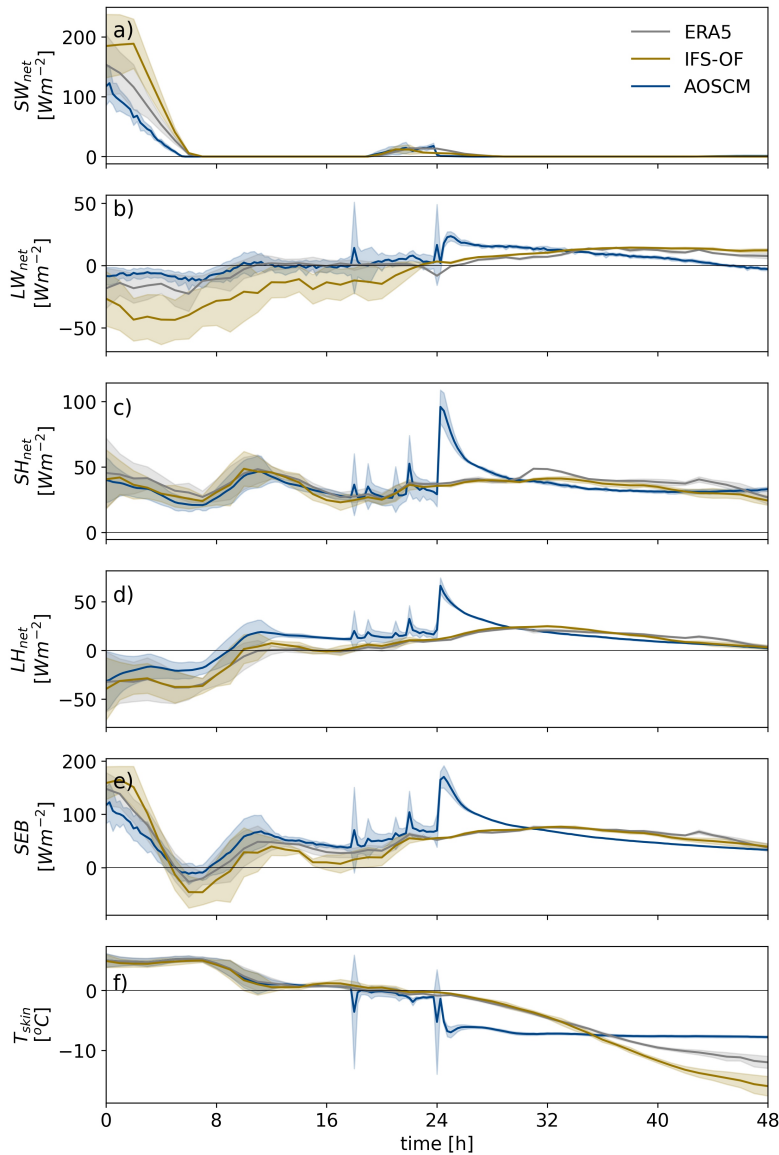 a)
SW_net
[Wm⁻²]
200
100
0
ERA5
IFS-OF
AOSCM
b)
LW_net
[Wm⁻²]
50
0
−50
c)
SH_net
[Wm⁻²]
100
50
0
d)
LH_net
[Wm⁻²]
50
0
−50
e)
SEB
[Wm⁻²]
200
100
0
f)
T_skin
[°C]
0
−10
0 8 16 24 32 40 48
time [h]